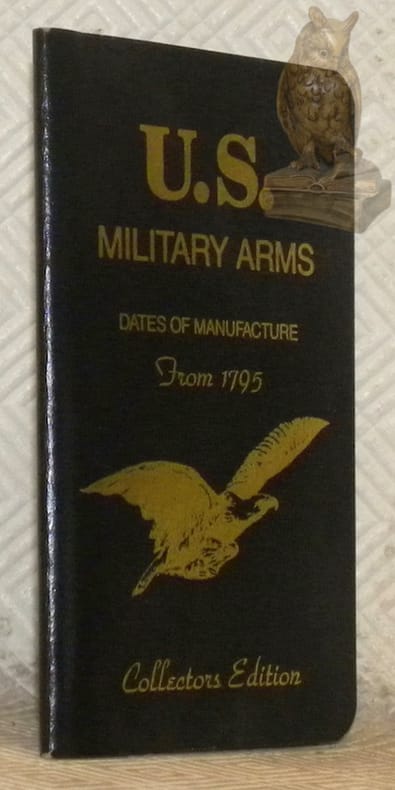 U.S.
MILITARY ARMS
DATES OF MANUFACTURE
From 1795
Collectors Edition